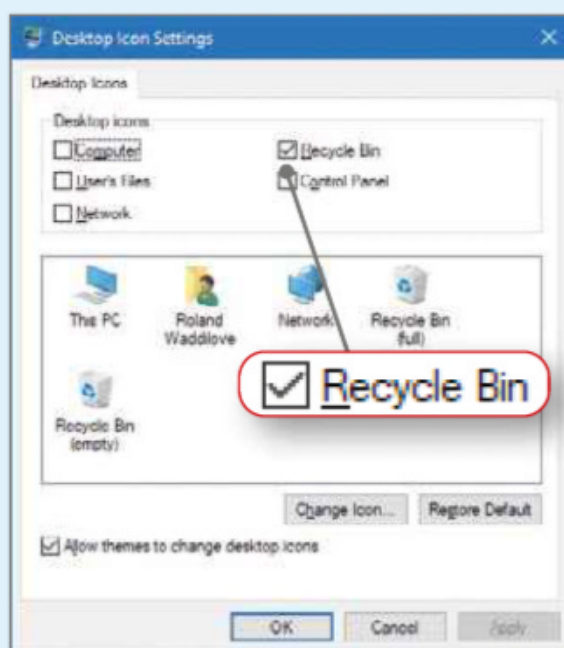 Desktop Icon Settings
Desktop Icons
Desktop icons
Computer
Recycle Bin
User's Files
Control Panel
Network
This PC
Roland
Waddilove
Network
Recycle Bin
(full)
Recycle Bin
Recycle Bin
(empty)
Change Icon...
Restore Default
Allow themes to change desktop icons
OK
Cancel
Apply